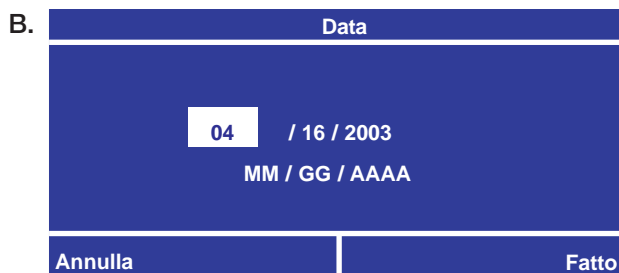 B.
Data
04 / 16 / 2003
MM / GG / AAAA
Annulla Fatto